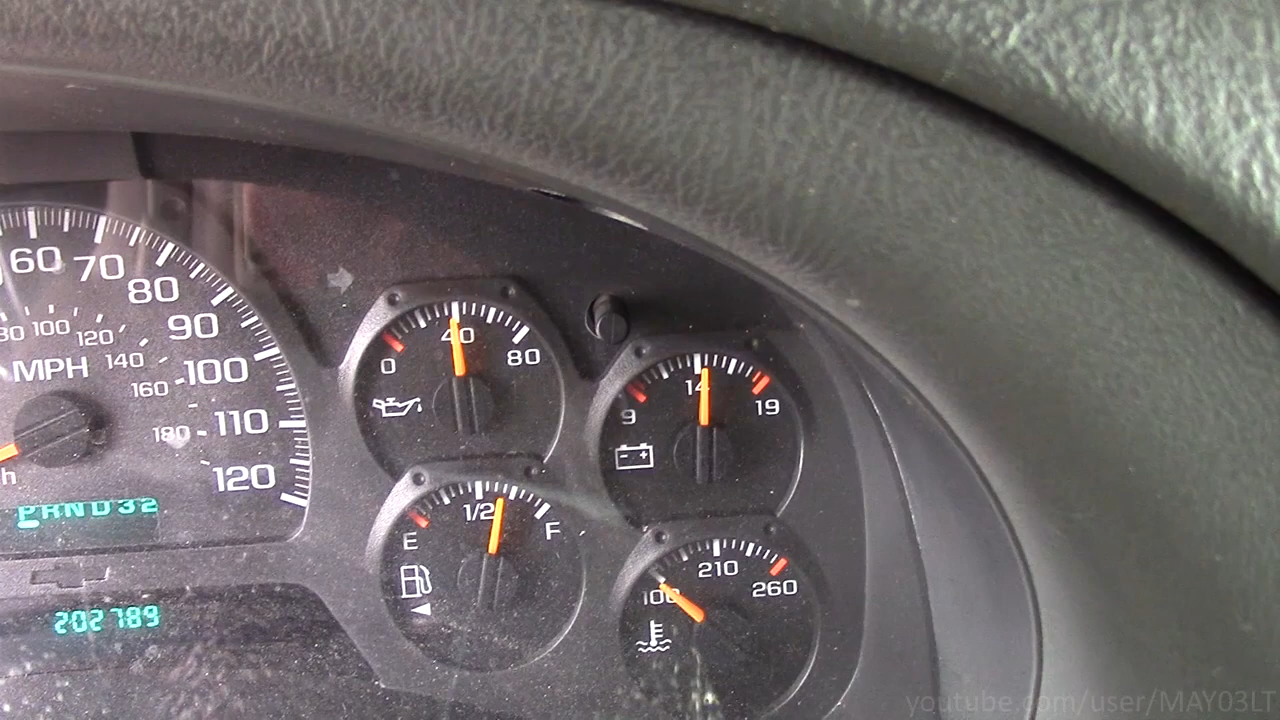 60 70 80 90 100 110 120
80 100 120 140 160 180
MPH
PRND32
202789
0 40 80
9 14 19
E 1/2 F
100 210 260
youtube.com/user/MAY03LT